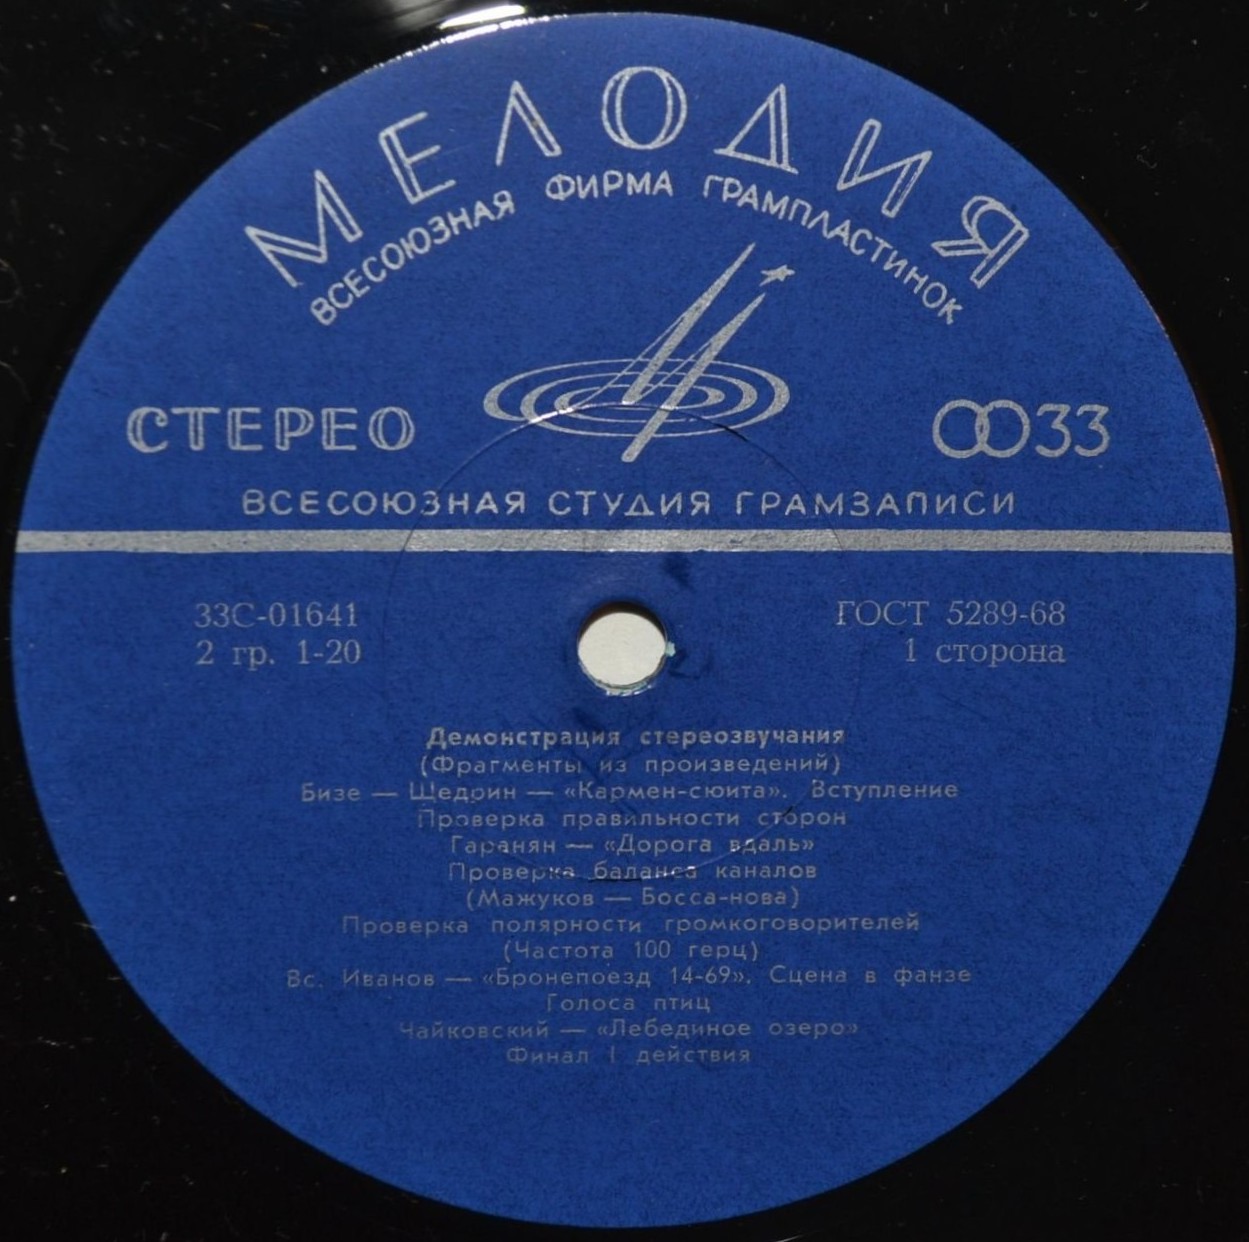 МЕЛОДИЯ
ВСЕСОЮЗНАЯ ФИРМА ГРАМПЛАСТИНОК
СТЕРЕО
33
ВСЕСОЮЗНАЯ СТУДИЯ ГРАМЗАПИСИ
33С-01641
ГОСТ 5289-68
2 гр. 1-20
1 сторона
Демонстрация стереозвучания
(Фрагменты из произведений)
Бизе — Щедрин — «Кармен-сюита». Вступление
Проверка правильности сторон
Гаранян — «Дорога вдаль»
Проверка баланса каналов
(Мажуков — Босса-нова)
Проверка полярности громкоговорителей
(Частота 100 герц)
Вс. Иванов — «Бронепоезд 14-69». Сцена в фанзе
Голоса птиц
Чайковский — «Лебединое озеро»
Финал I действия